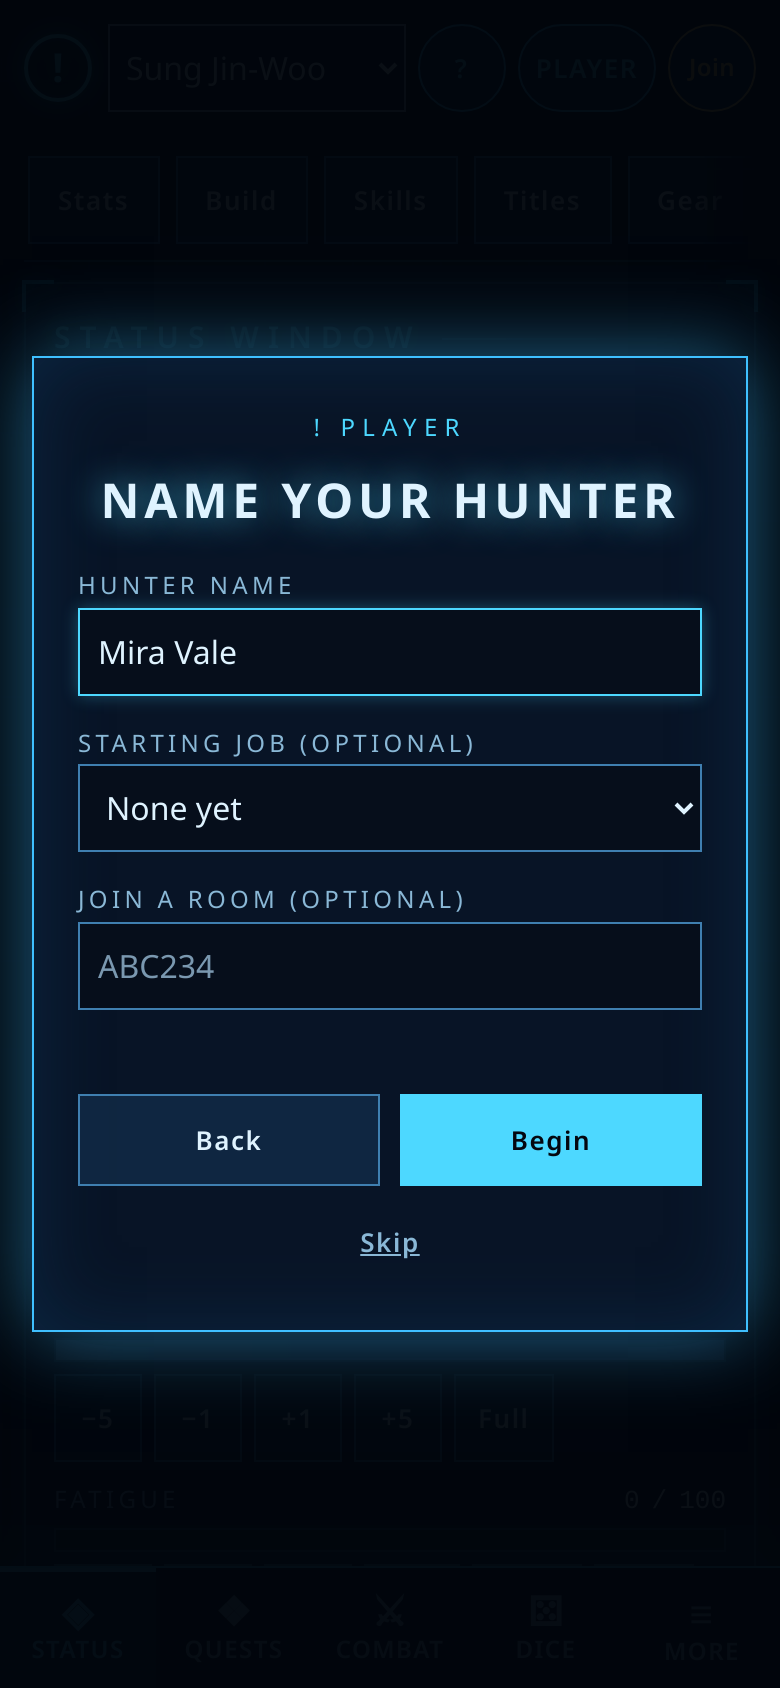 !
Sung Jin-Woo
?
PLAYER
Join
Stats
Build
Skills
Titles
Gear
STATUS WINDOW
! PLAYER
NAME YOUR HUNTER
HUNTER NAME
Mira Vale
STARTING JOB (OPTIONAL)
None yet
JOIN A ROOM (OPTIONAL)
ABC234
Back
Begin
Skip
−5
−1
+1
+5
Full
FATIGUE
0 / 100
STATUS
QUESTS
COMBAT
DICE
MORE